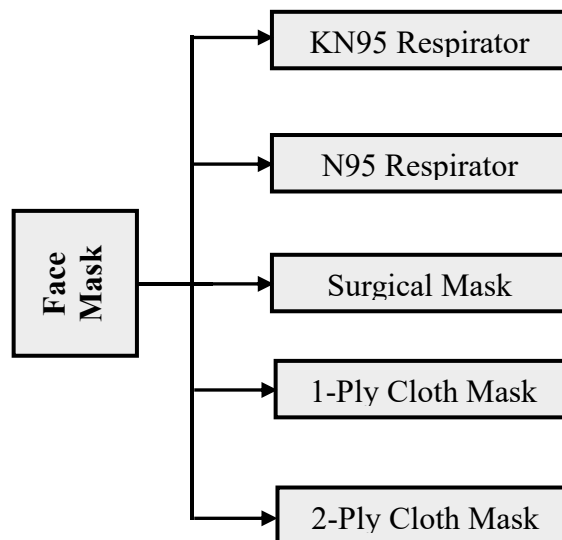 KN95 Respirator
N95 Respirator
Face
Mask
Surgical Mask
1-Ply Cloth Mask
2-Ply Cloth Mask